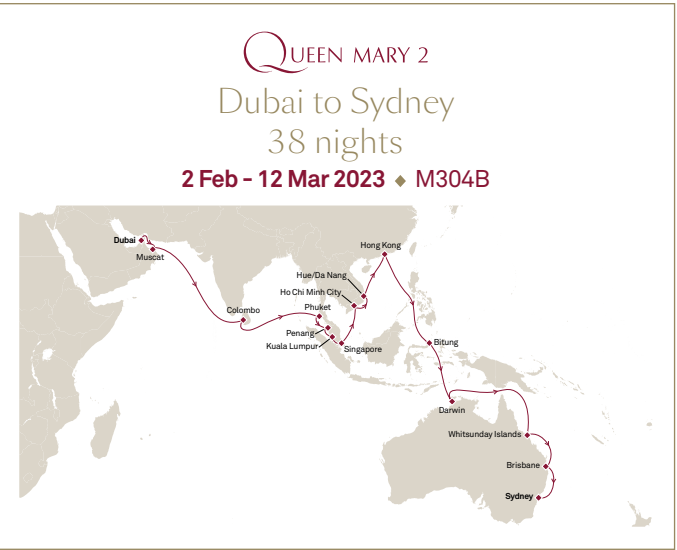 QUEEN MARY 2
Dubai to Sydney
38 nights
2 Feb - 12 Mar 2023 ◆ M304B
Dubai
Muscat
Hong Kong
Hue/Da Nang
Ho Chi Minh City
Colombo
Phuket
Penang
Kuala Lumpur
Singapore
Bitung
Darwin
Whitsunday Islands
Brisbane
Sydney